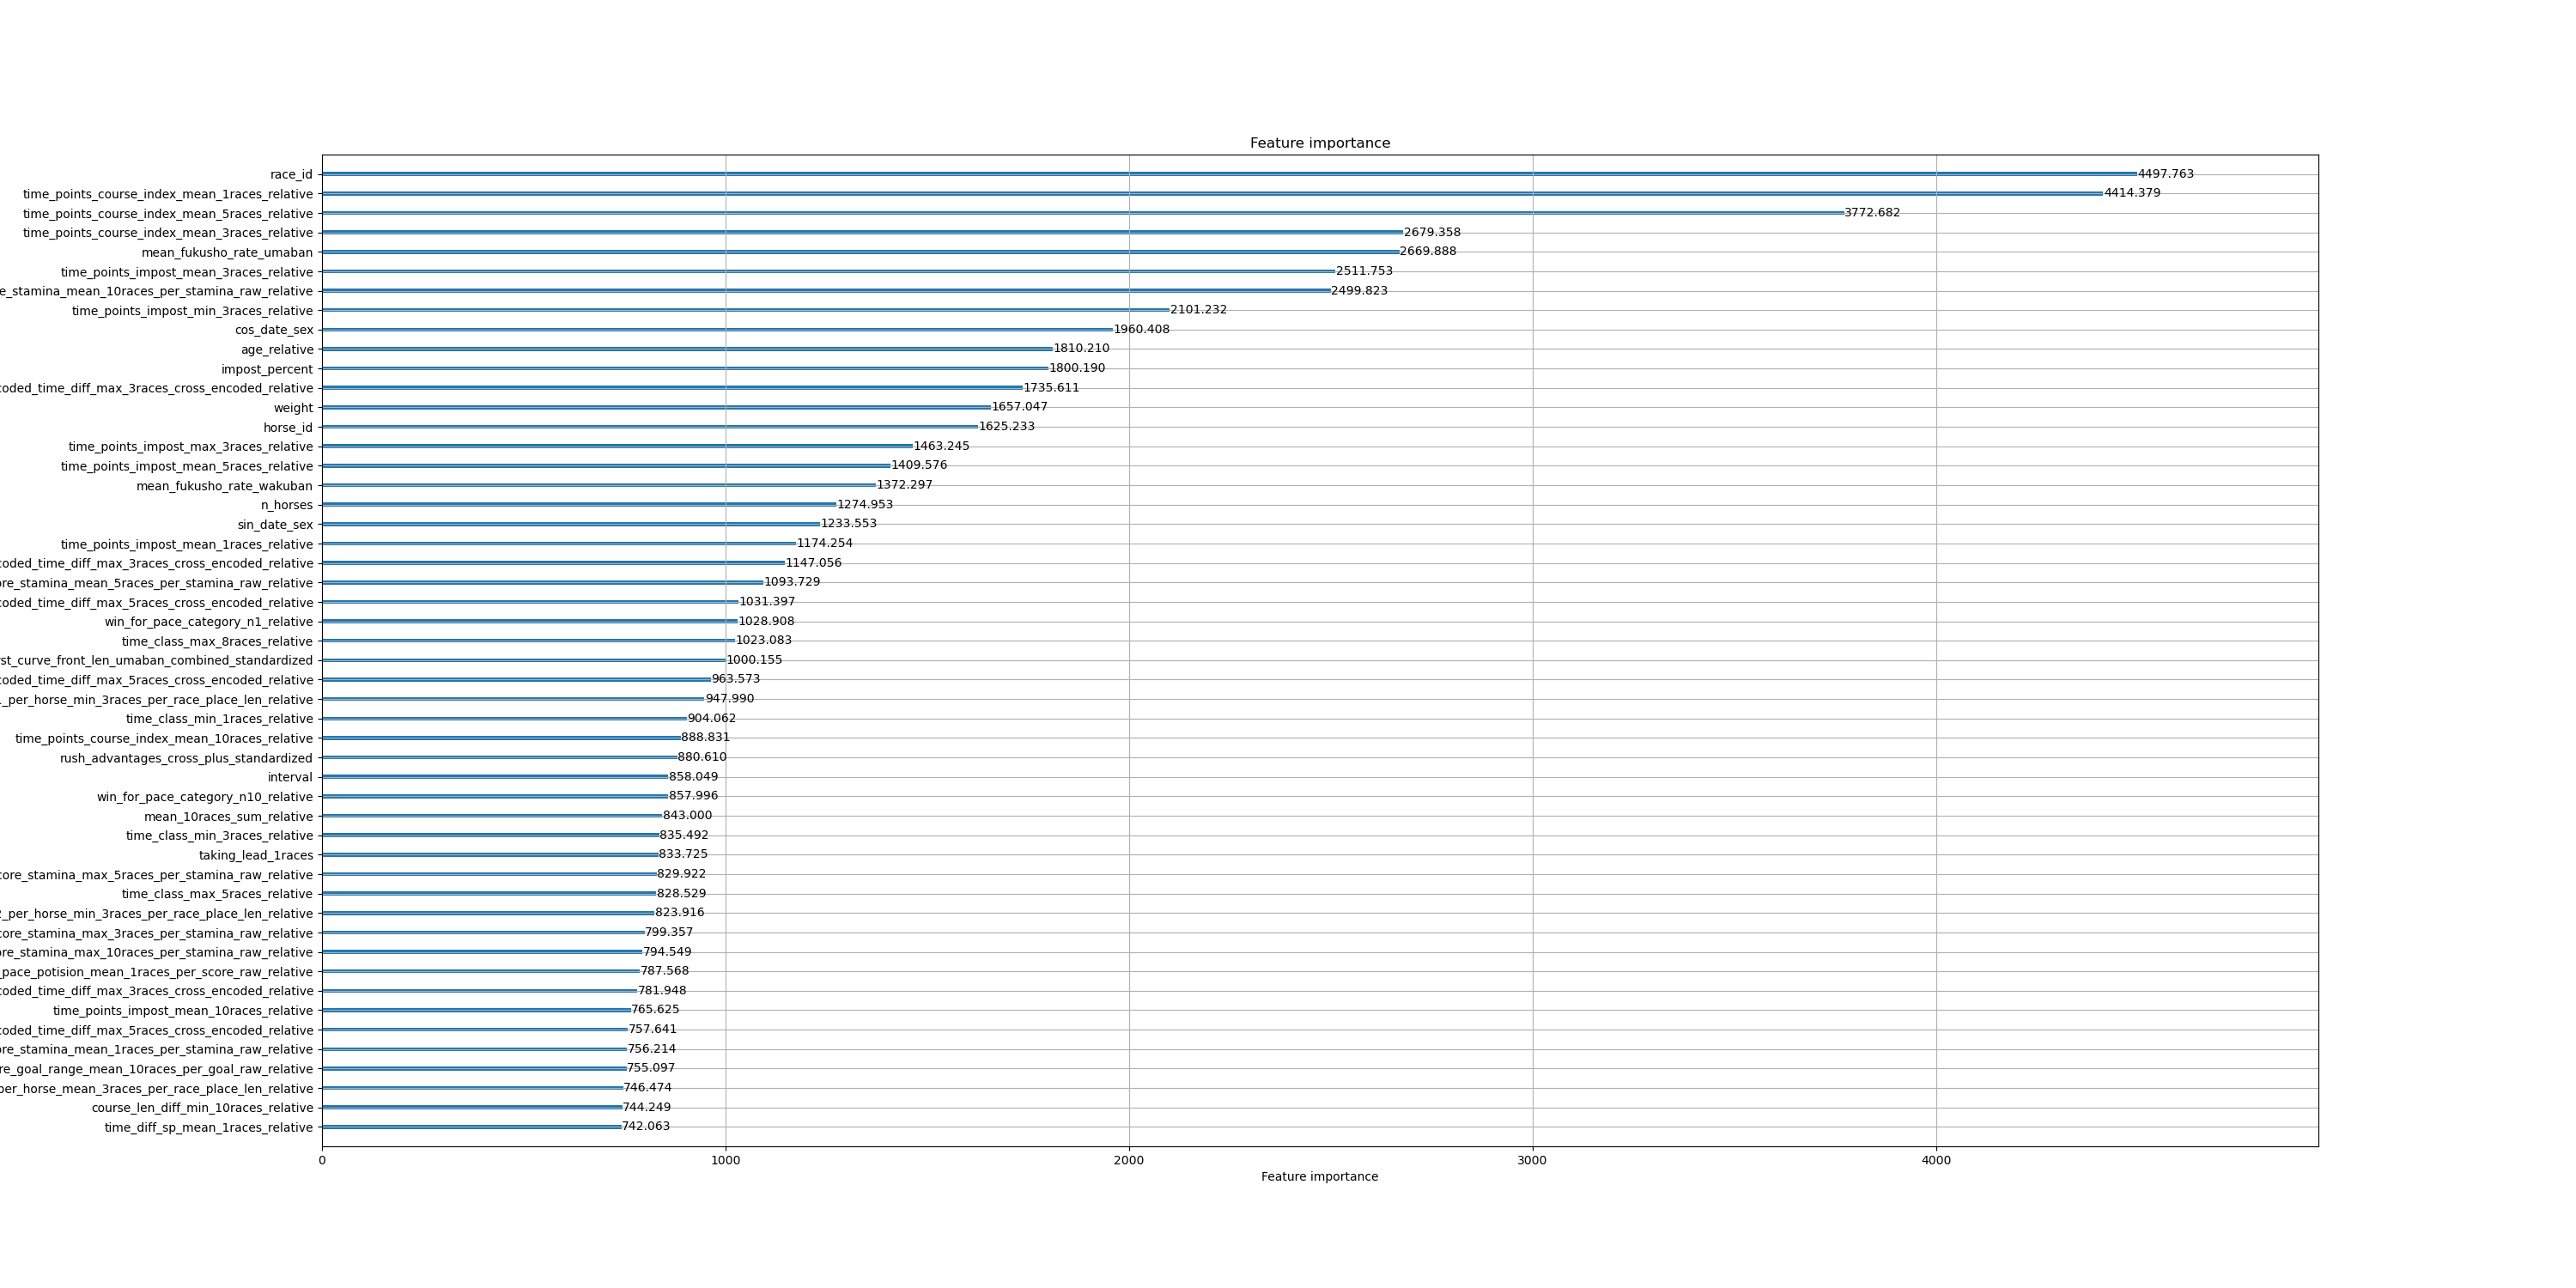 Feature importance
race_id 4497.763
time_points_course_index_mean_1races_relative 4414.379
time_points_course_index_mean_5races_relative 3772.682
time_points_course_index_mean_3races_relative 2679.358
mean_fukusho_rate_umaban 2669.888
time_points_impost_mean_3races_relative 2511.753
e_stamina_mean_10races_per_stamina_raw_relative 2499.823
time_points_impost_min_3races_relative 2101.232
cos_date_sex 1960.408
age_relative 1810.210
impost_percent 1800.190
coded_time_diff_max_3races_cross_encoded_relative 1735.611
weight 1657.047
horse_id 1625.233
time_points_impost_max_3races_relative 1463.245
time_points_impost_mean_5races_relative 1409.576
mean_fukusho_rate_wakuban 1372.297
n_horses 1274.953
sin_date_sex 1233.553
time_points_impost_mean_1races_relative 1174.254
coded_time_diff_max_3races_cross_encoded_relative 1147.056
ore_stamina_mean_5races_per_stamina_raw_relative 1093.729
coded_time_diff_max_5races_cross_encoded_relative 1031.397
win_for_pace_category_n1_relative 1028.908
time_class_max_8races_relative 1023.083
rst_curve_front_len_umaban_combined_standardized 1000.155
coded_time_diff_max_5races_cross_encoded_relative 963.573
_per_horse_min_3races_per_race_place_len_relative 947.990
time_class_min_1races_relative 904.062
time_points_course_index_mean_10races_relative 888.831
rush_advantages_cross_plus_standardized 880.610
interval 858.049
win_for_pace_category_n10_relative 857.996
mean_10races_sum_relative 843.000
time_class_min_3races_relative 835.492
taking_lead_1races 833.725
core_stamina_max_5races_per_stamina_raw_relative 829.922
time_class_max_5races_relative 828.529
2_per_horse_min_3races_per_race_place_len_relative 823.916
core_stamina_max_3races_per_stamina_raw_relative 799.357
ore_stamina_max_10races_per_stamina_raw_relative 794.549
_pace_potision_mean_1races_per_score_raw_relative 787.568
coded_time_diff_max_3races_cross_encoded_relative 781.948
time_points_impost_mean_10races_relative 765.625
coded_time_diff_max_5races_cross_encoded_relative 757.641
ore_stamina_mean_1races_per_stamina_raw_relative 756.214
re_goal_range_mean_10races_per_goal_raw_relative 755.097
per_horse_mean_3races_per_race_place_len_relative 746.474
course_len_diff_min_10races_relative 744.249
time_diff_sp_mean_1races_relative 742.063
0 1000 2000 3000 4000
Feature importance